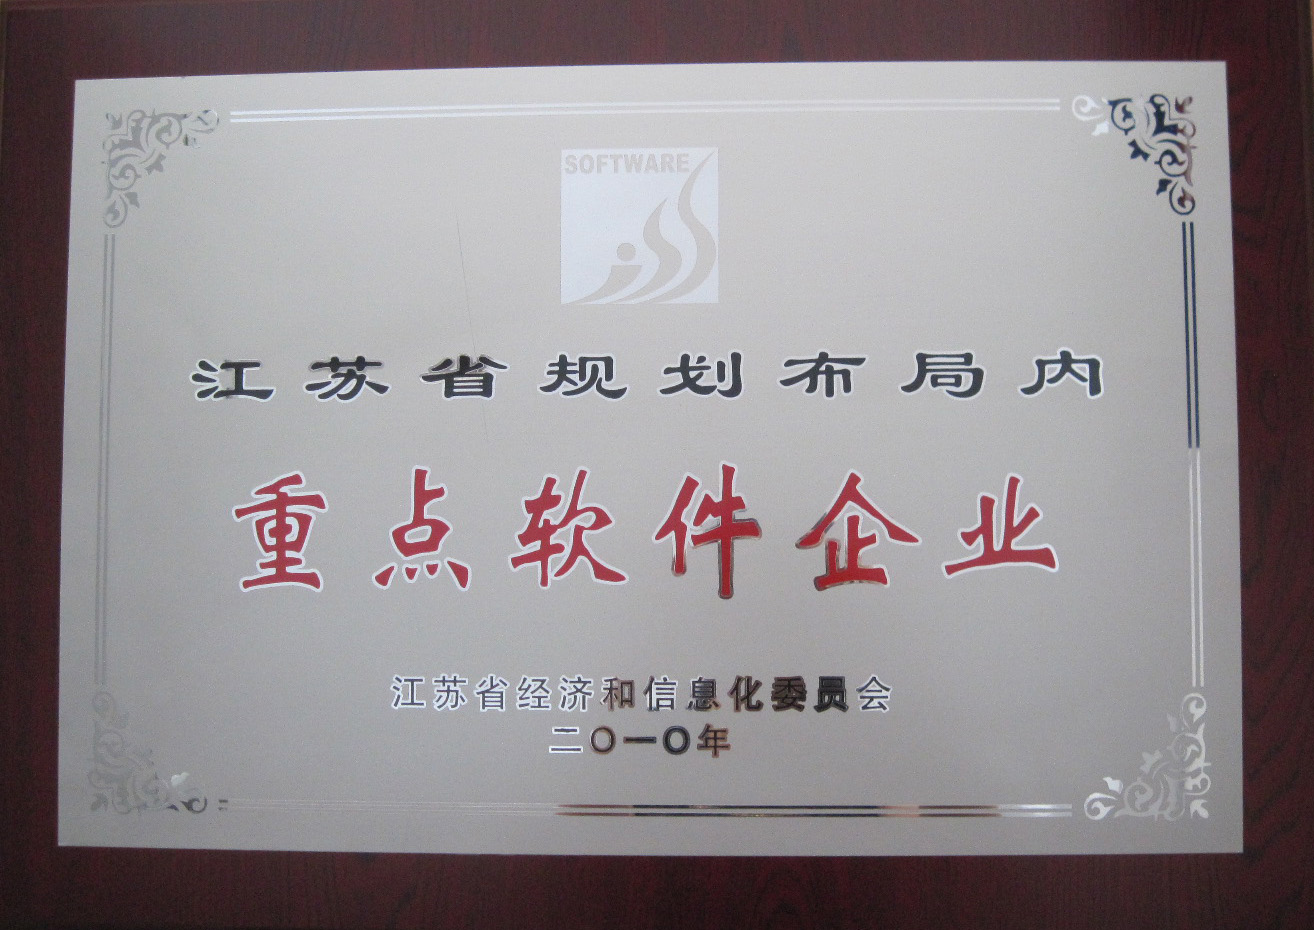 SOFTWARE
江苏省规划布局内
重点软件企业
江苏省经济和信息化委员会
二〇一〇年